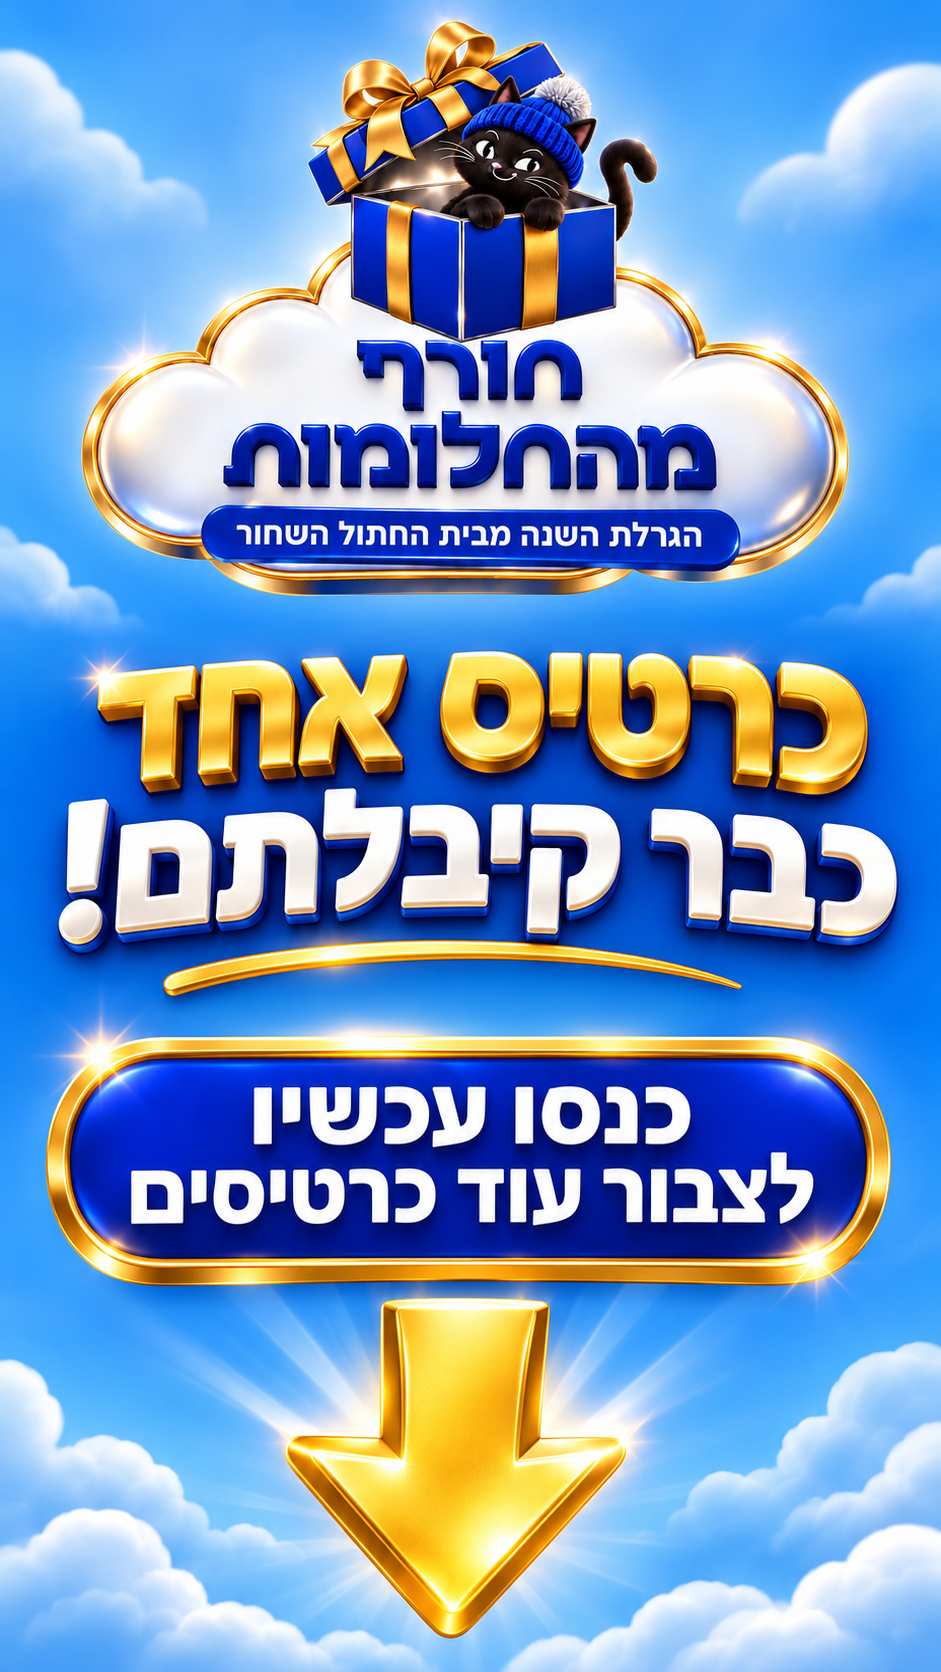 חורף
מהחלומות
הגרלת השנה מבית החתול השחור
כרטיס אחד
כבר קיבלתם!
כנסו עכשיו
לצבור עוד כרטיסים